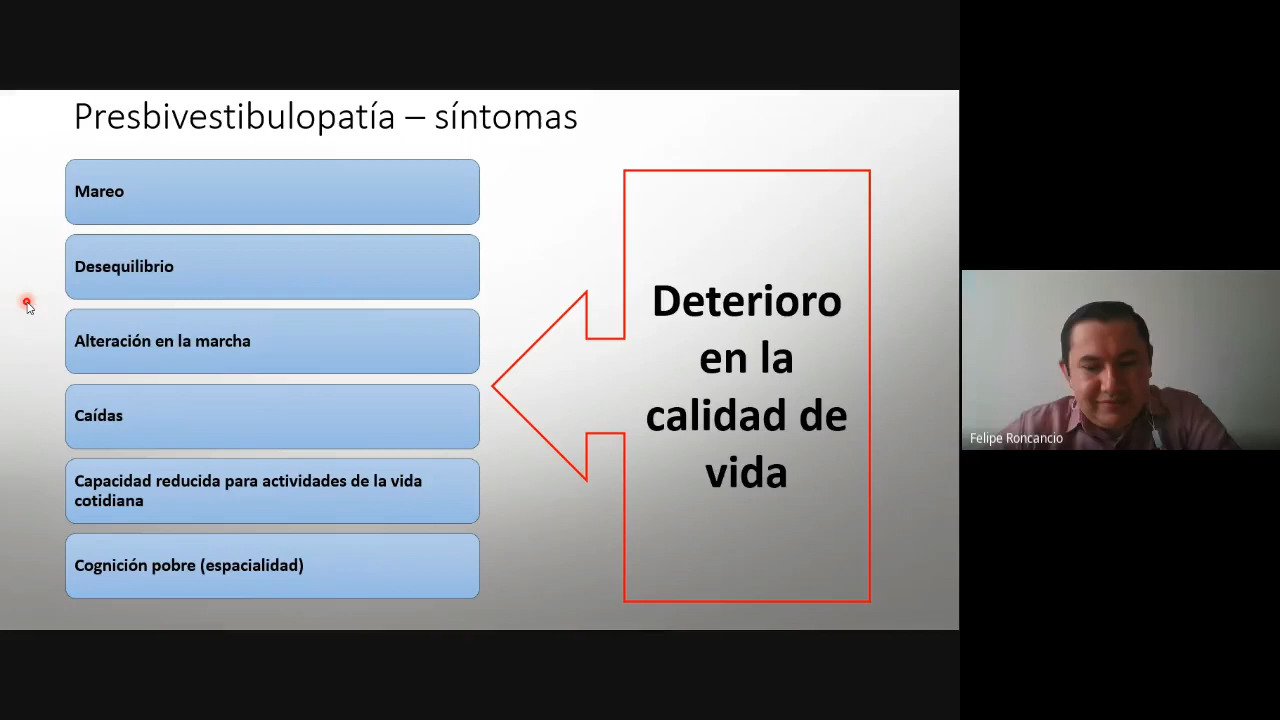 Presbivestibulopatía – síntomas
Mareo
Desequilibrio
Alteración en la marcha
Caídas
Capacidad reducida para actividades de la vida
cotidiana
Cognición pobre (espacialidad)
Deterioro
en la
calidad de
vida
Felipe Roncancio